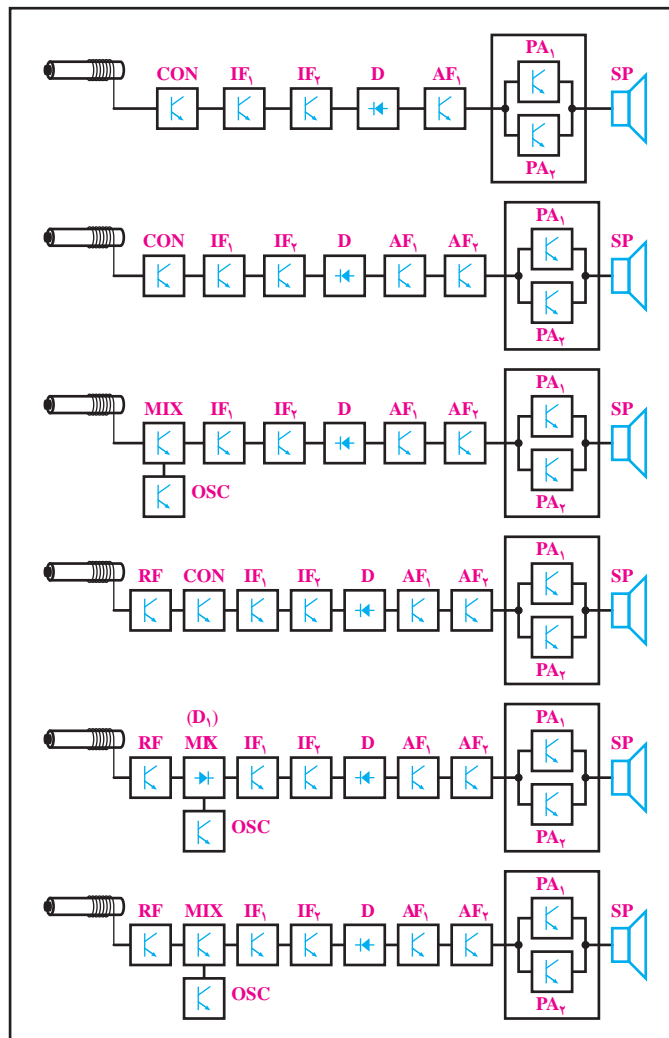 CON IF۱ IF۲ D AF۱ PA۱ SP
PA۲
CON IF۱ IF۲ D AF۱ AF۲ PA۱ SP
PA۲
MIX IF۱ IF۲ D AF۱ AF۲ PA۱ SP
OSC PA۲
RF CON IF۱ IF۲ D AF۱ AF۲ PA۱ SP
PA۲
(D۱)
RF MIX IF۱ IF۲ D AF۱ AF۲ PA۱ SP
OSC PA۲
RF MIX IF۱ IF۲ D AF۱ AF۲ PA۱ SP
OSC PA۲